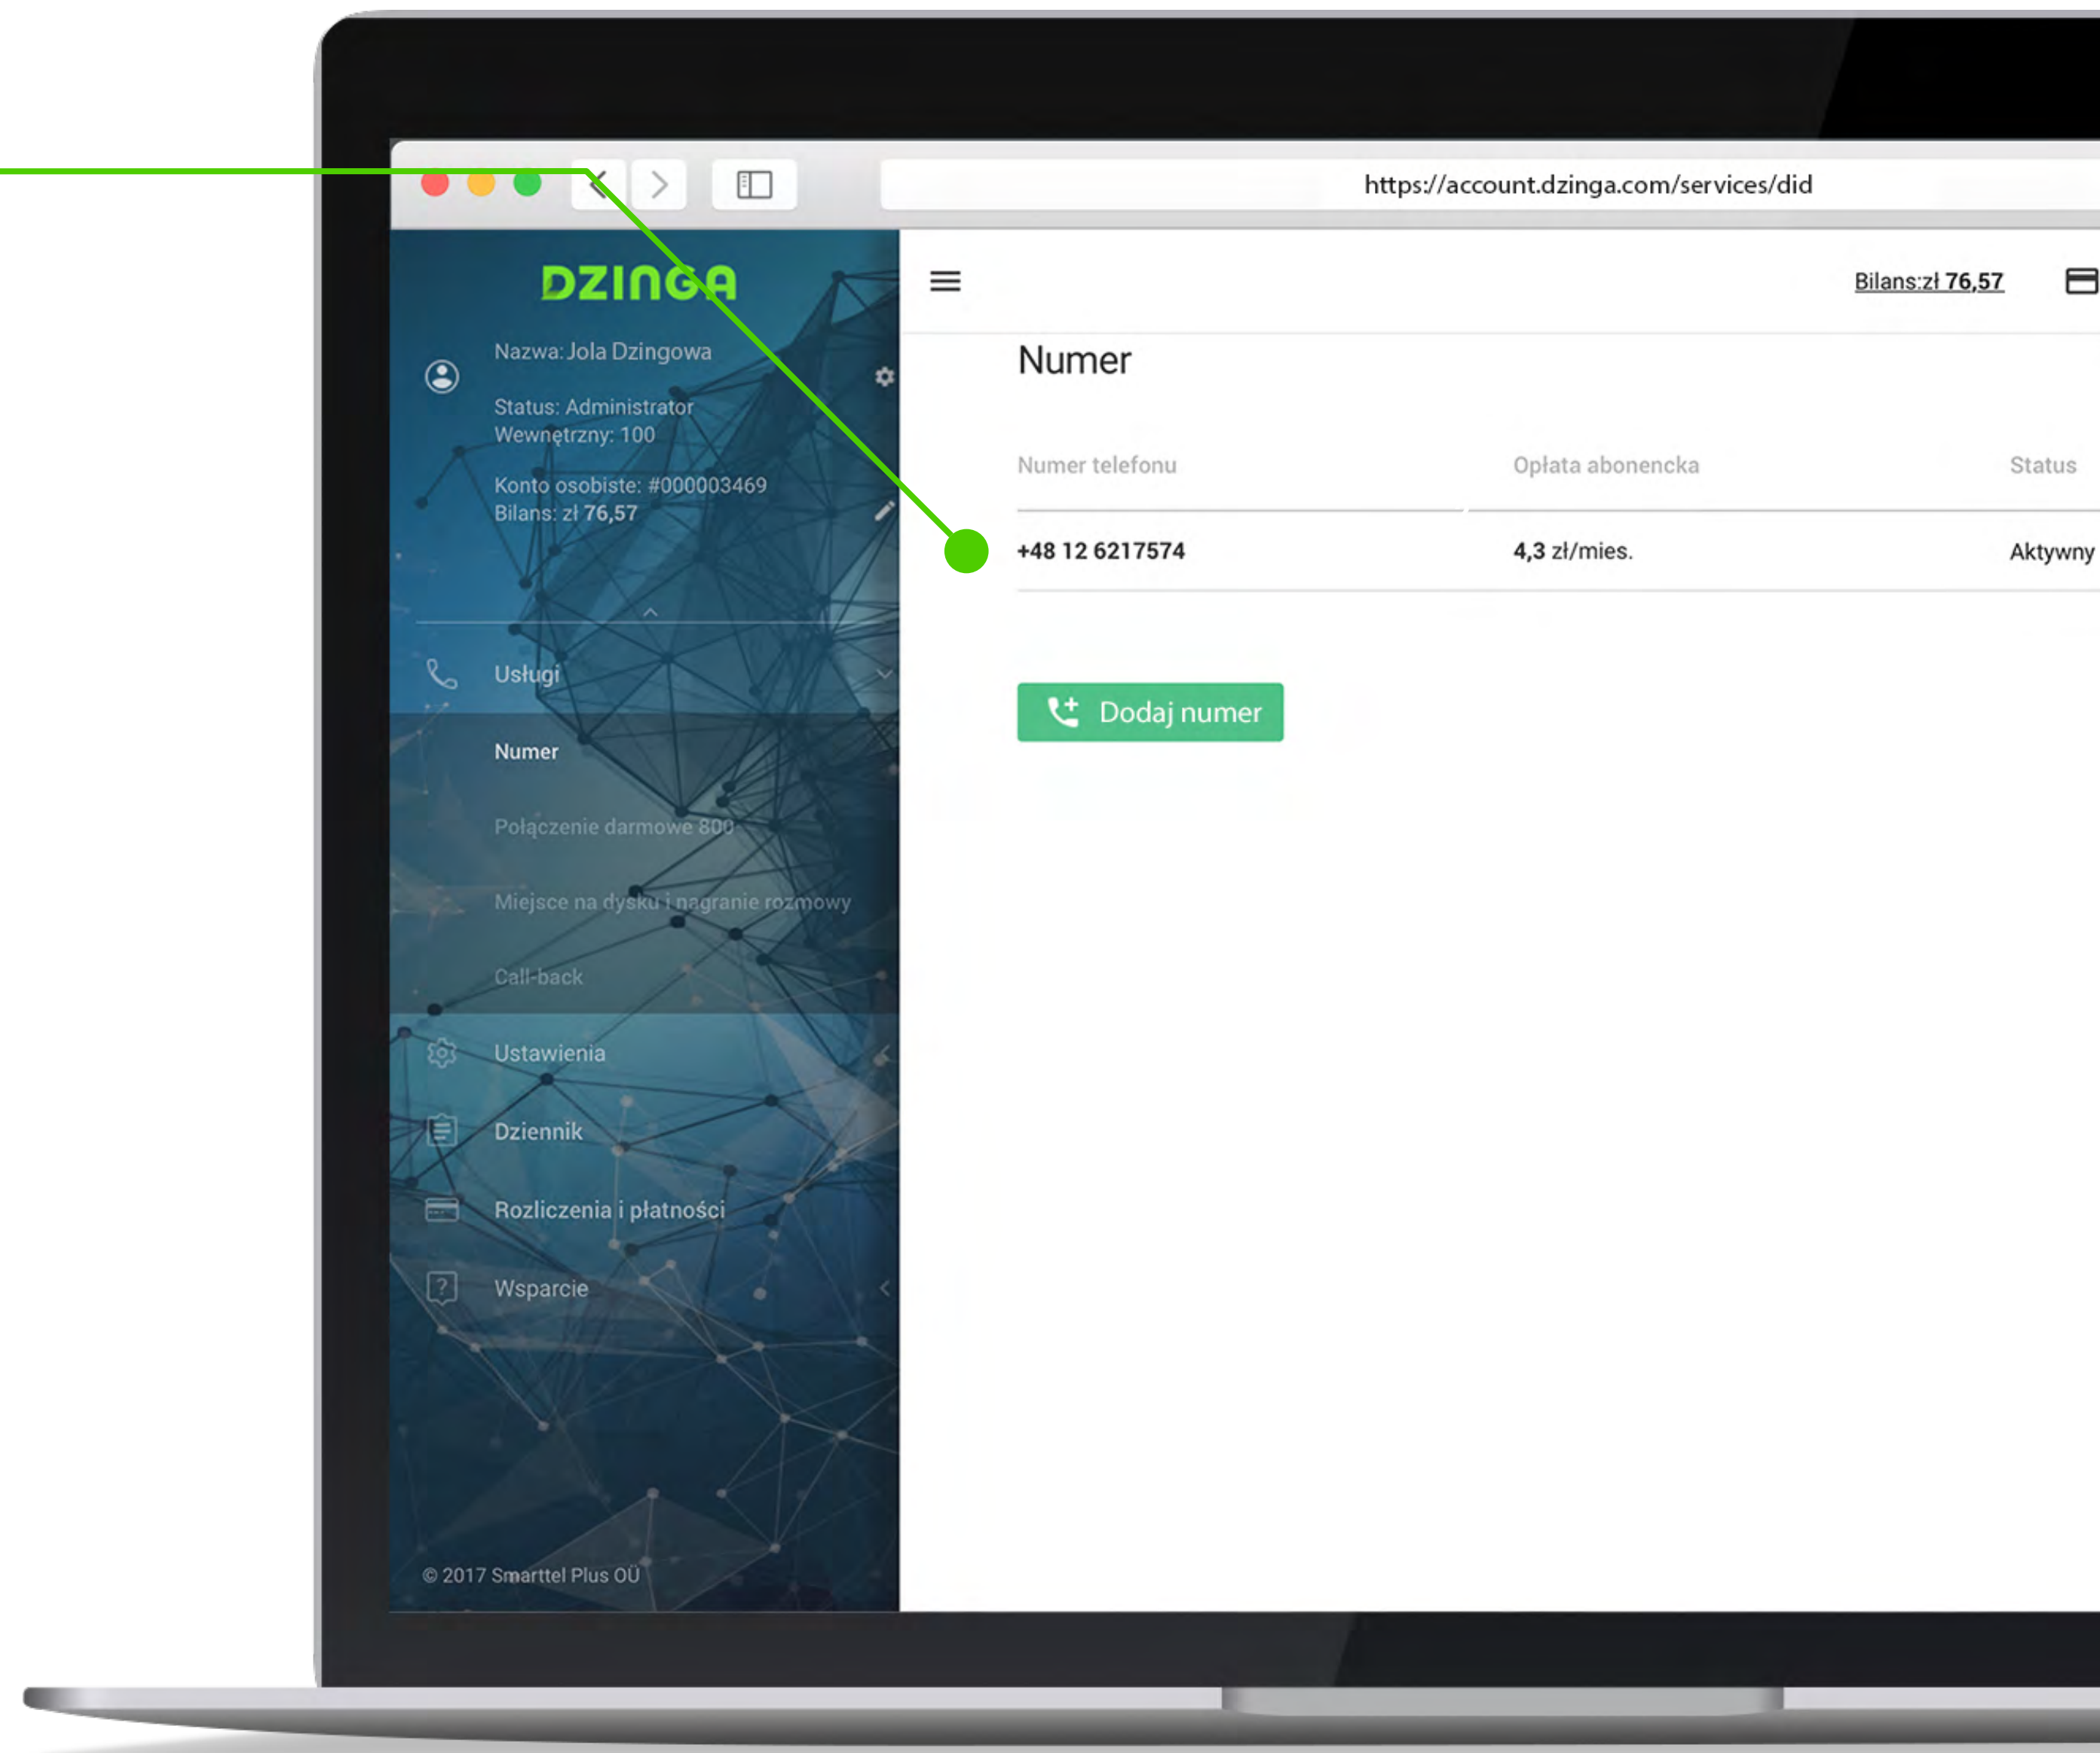 https://account.dzinga.com/services/did
DZINGA
Nazwa: Jola Dzingowa
Status: Administrator
Wewnętrzny: 100
Konto osobiste: #000003469
Bilans: zł 76,57
Usługi
Numer
Połączenie darmowe 800
Miejsce na dysku i nagranie rozmowy
Call-back
Ustawienia
Dziennik
Rozliczenia i płatności
Wsparcie
© 2017 Smarttel Plus OÜ
Bilans:zł 76,57
Numer
Numer telefonu Opłata abonencka Status
+48 12 6217574 4,3 zł/mies. Aktywny
Dodaj numer